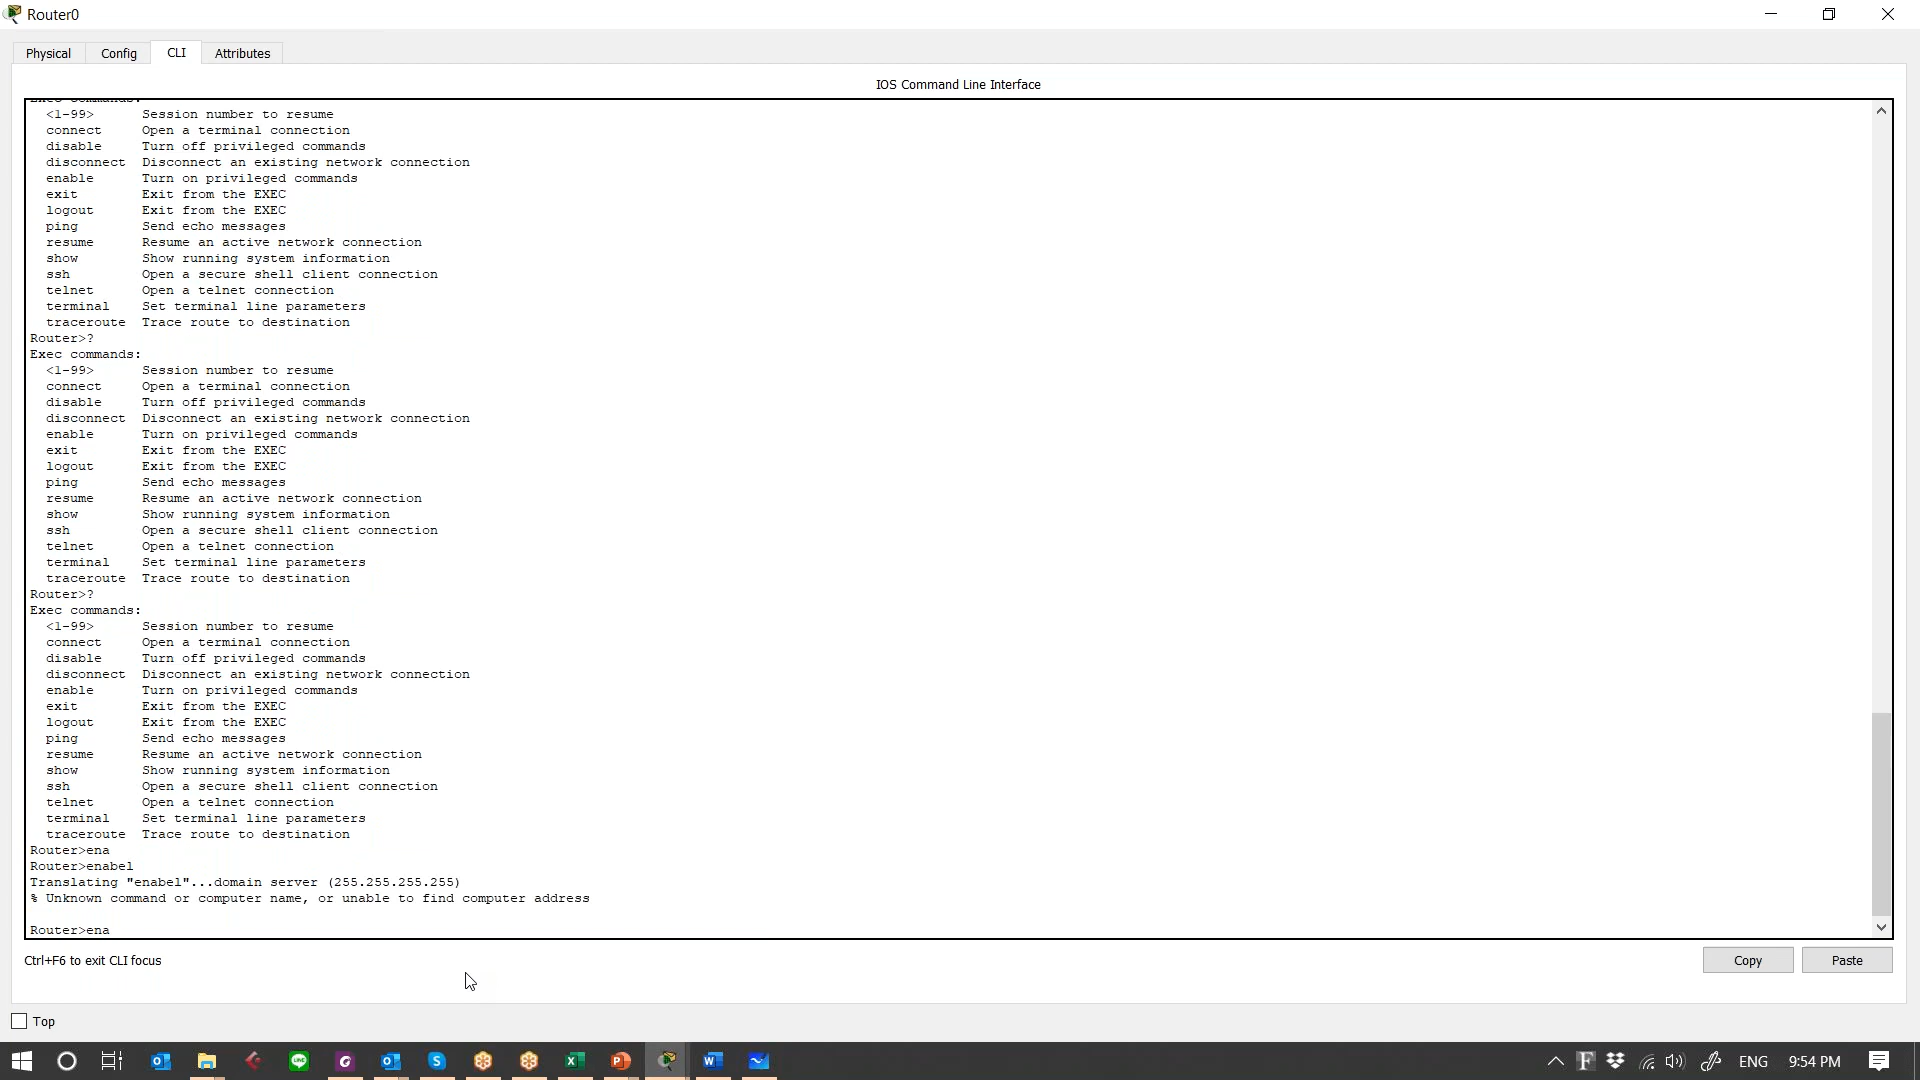 Router0
Physical Config CLI Attributes
IOS Command Line Interface
Exec commands:
<1-99> Session number to resume
connect Open a terminal connection
disable Turn off privileged commands
disconnect Disconnect an existing network connection
enable Turn on privileged commands
exit Exit from the EXEC
logout Exit from the EXEC
ping Send echo messages
resume Resume an active network connection
show Show running system information
ssh Open a secure shell client connection
telnet Open a telnet connection
terminal Set terminal line parameters
traceroute Trace route to destination
Router>?
Exec commands:
<1-99> Session number to resume
connect Open a terminal connection
disable Turn off privileged commands
disconnect Disconnect an existing network connection
enable Turn on privileged commands
exit Exit from the EXEC
logout Exit from the EXEC
ping Send echo messages
resume Resume an active network connection
show Show running system information
ssh Open a secure shell client connection
telnet Open a telnet connection
terminal Set terminal line parameters
traceroute Trace route to destination
Router>?
Exec commands:
<1-99> Session number to resume
connect Open a terminal connection
disable Turn off privileged commands
disconnect Disconnect an existing network connection
enable Turn on privileged commands
exit Exit from the EXEC
logout Exit from the EXEC
ping Send echo messages
resume Resume an active network connection
show Show running system information
ssh Open a secure shell client connection
telnet Open a telnet connection
terminal Set terminal line parameters
traceroute Trace route to destination
Router>ena
Router>enabel
Translating "enabel"...domain server (255.255.255.255)
% Unknown command or computer name, or unable to find computer address
Router>ena
Ctrl+F6 to exit CLI focus
Copy Paste
Top
ENG 9:54 PM